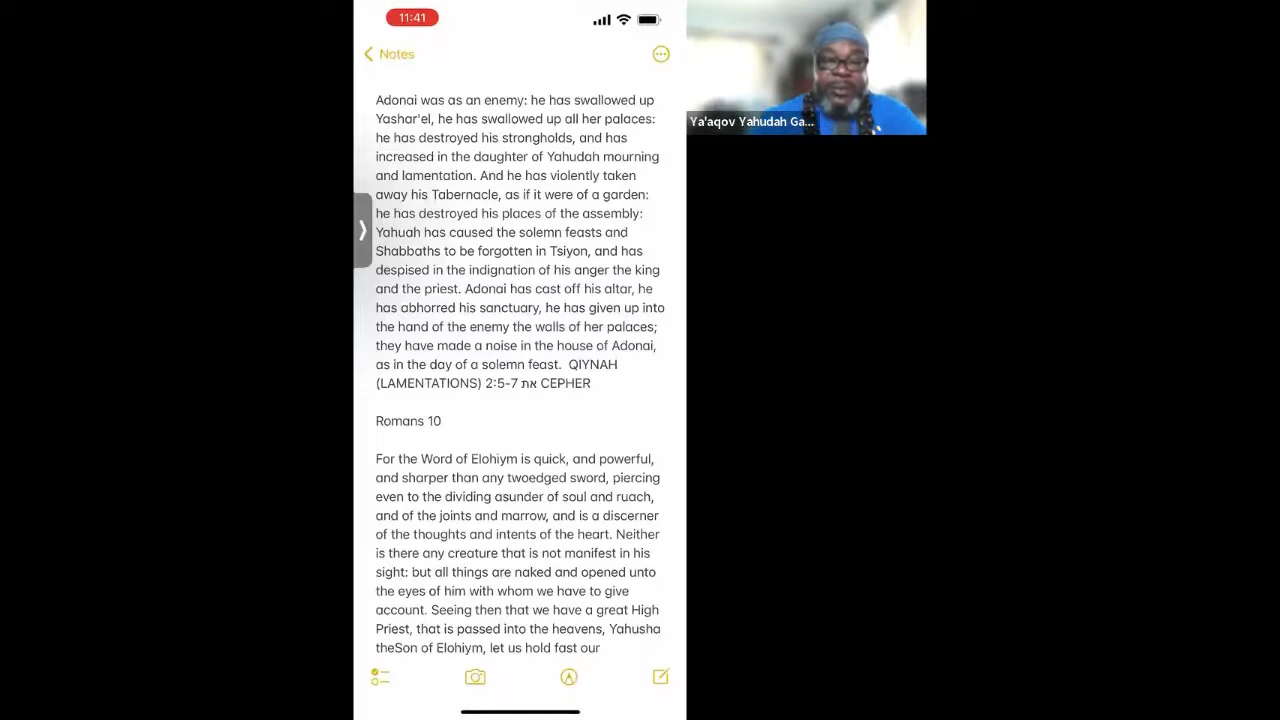 11:41
Notes
Adonai was as an enemy: he has swallowed up
Yashar'el, he has swallowed up all her palaces:
he has destroyed his strongholds, and has
increased in the daughter of Yahudah mourning
and lamentation. And he has violently taken
away his Tabernacle, as if it were of a garden:
he has destroyed his places of the assembly:
Yahuah has caused the solemn feasts and
Shabbaths to be forgotten in Tsiyon, and has
despised in the indignation of his anger the king
and the priest. Adonai has cast off his altar, he
has abhorred his sanctuary, he has given up into
the hand of the enemy the walls of her palaces;
they have made a noise in the house of Adonai,
as in the day of a solemn feast.  QIYNAH
(LAMENTATIONS) 2:5-7 את CEPHER
Romans 10
For the Word of Elohiym is quick, and powerful,
and sharper than any twoedged sword, piercing
even to the dividing asunder of soul and ruach,
and of the joints and marrow, and is a discerner
of the thoughts and intents of the heart. Neither
is there any creature that is not manifest in his
sight: but all things are naked and opened unto
the eyes of him with whom we have to give
account. Seeing then that we have a great High
Priest, that is passed into the heavens, Yahusha
theSon of Elohiym, let us hold fast our
Ya'aqov Yahudah Ga...